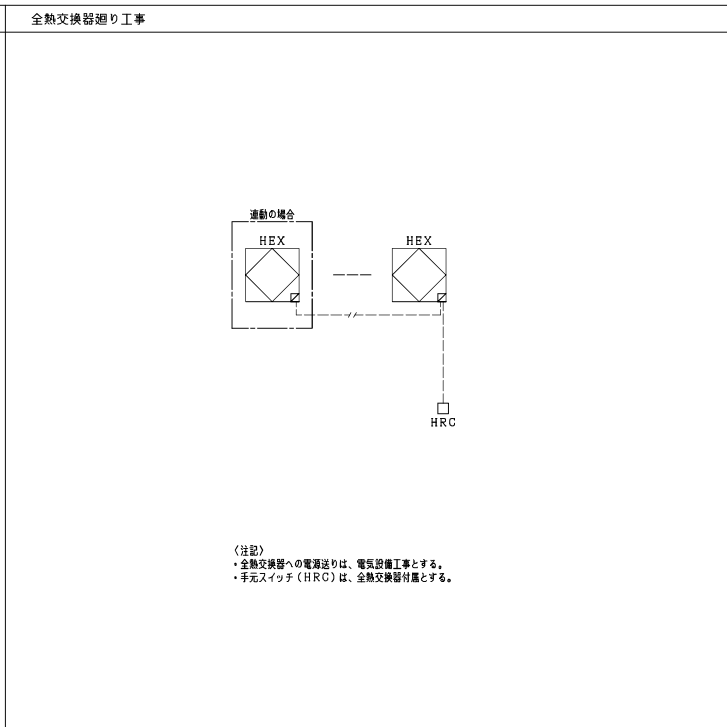 全熱交換器廻り工事
連動の場合
HEX
HEX
HRC
〈注記〉
・全熱交換器への電源送りは、電気設備工事とする。
・手元スイッチ(HRC)は、全熱交換器付属とする。